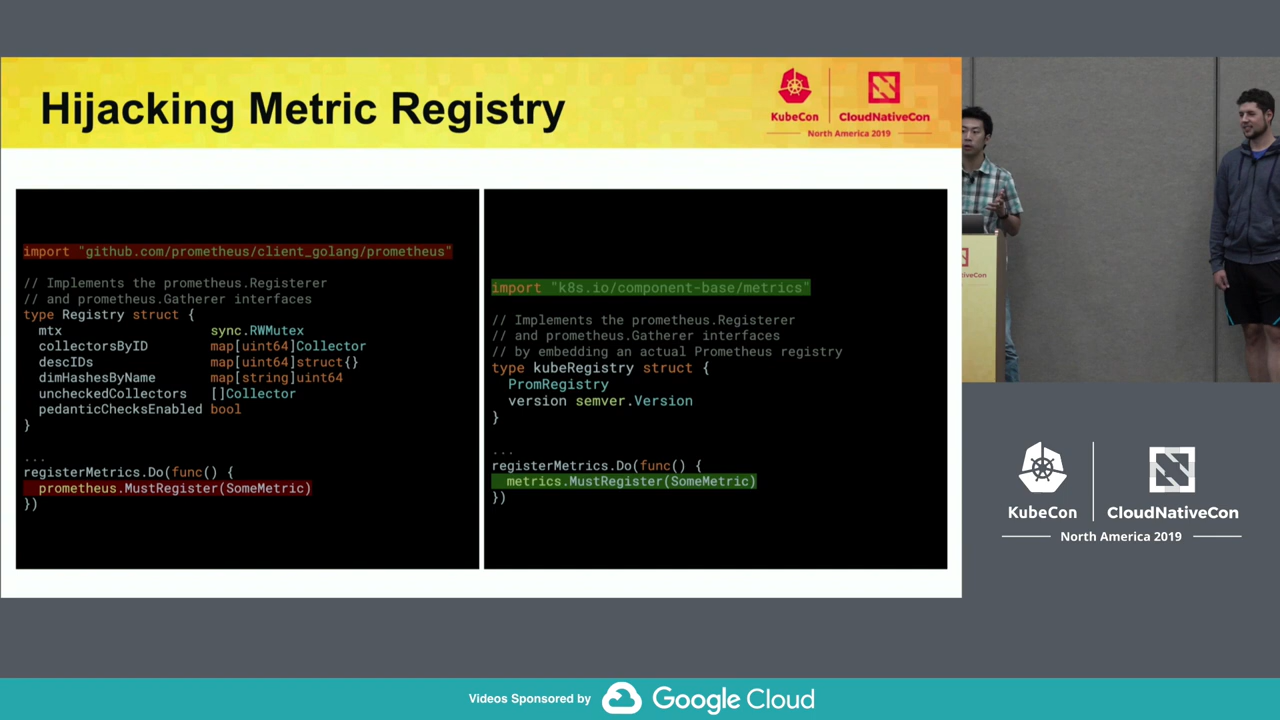 Hijacking Metric Registry
KubeCon
CloudNativeCon
North America 2019
import "github.com/prometheus/client_golang/prometheus"
// Implements the prometheus.Registerer
// and prometheus.Gatherer interfaces
type Registry struct {
mtx sync.RWMutex
collectorsByID map[uint64]Collector
descIDs map[uint64]struct{}
dimHashesByName map[string]uint64
uncheckedCollectors []Collector
pedanticChecksEnabled bool
}
...
registerMetrics.Do(func() {
prometheus.MustRegister(SomeMetric)
})
import "k8s.io/component-base/metrics"
// Implements the prometheus.Registerer
// and prometheus.Gatherer interfaces
// by embedding an actual Prometheus registry
type kubeRegistry struct {
PromRegistry
version semver.Version
}
...
registerMetrics.Do(func() {
metrics.MustRegister(SomeMetric)
})
KubeCon
CloudNativeCon
North America 2019
Videos Sponsored by Google Cloud